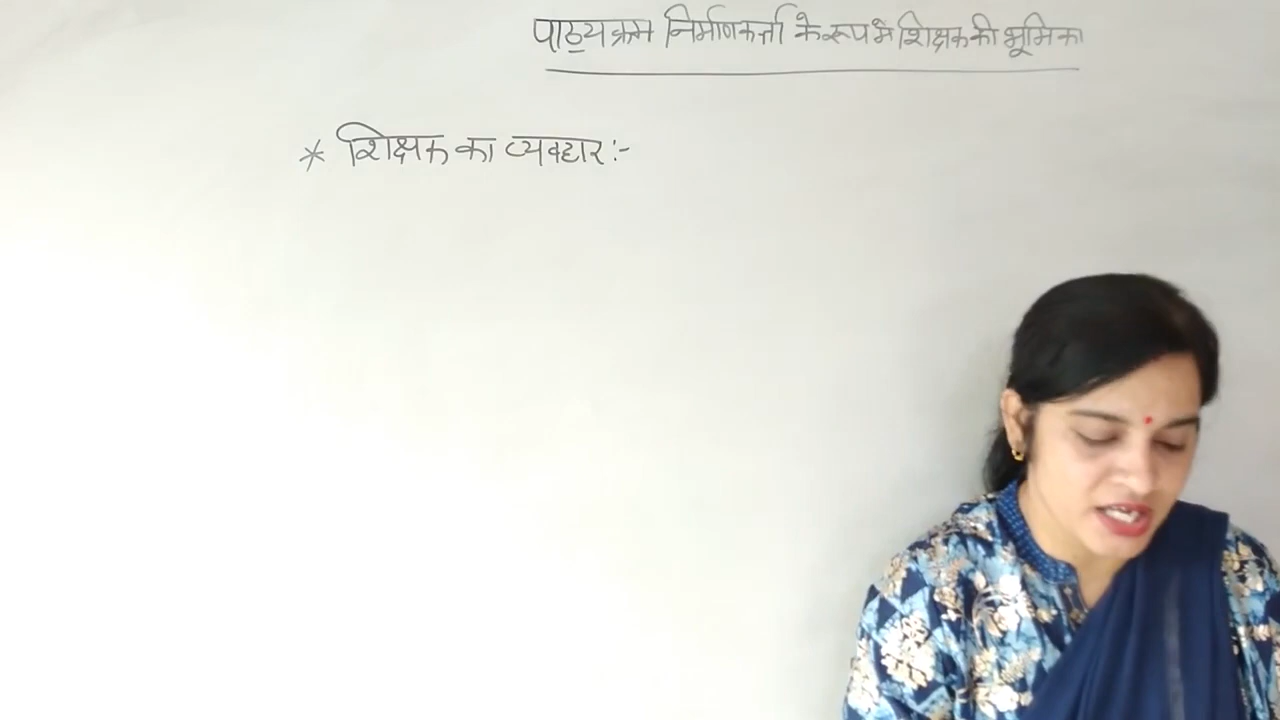 पाठ्यक्रम निर्माणकर्त्ता के रूप मे शिक्षक की भूमिका
* शिक्षक का व्यवहार :-